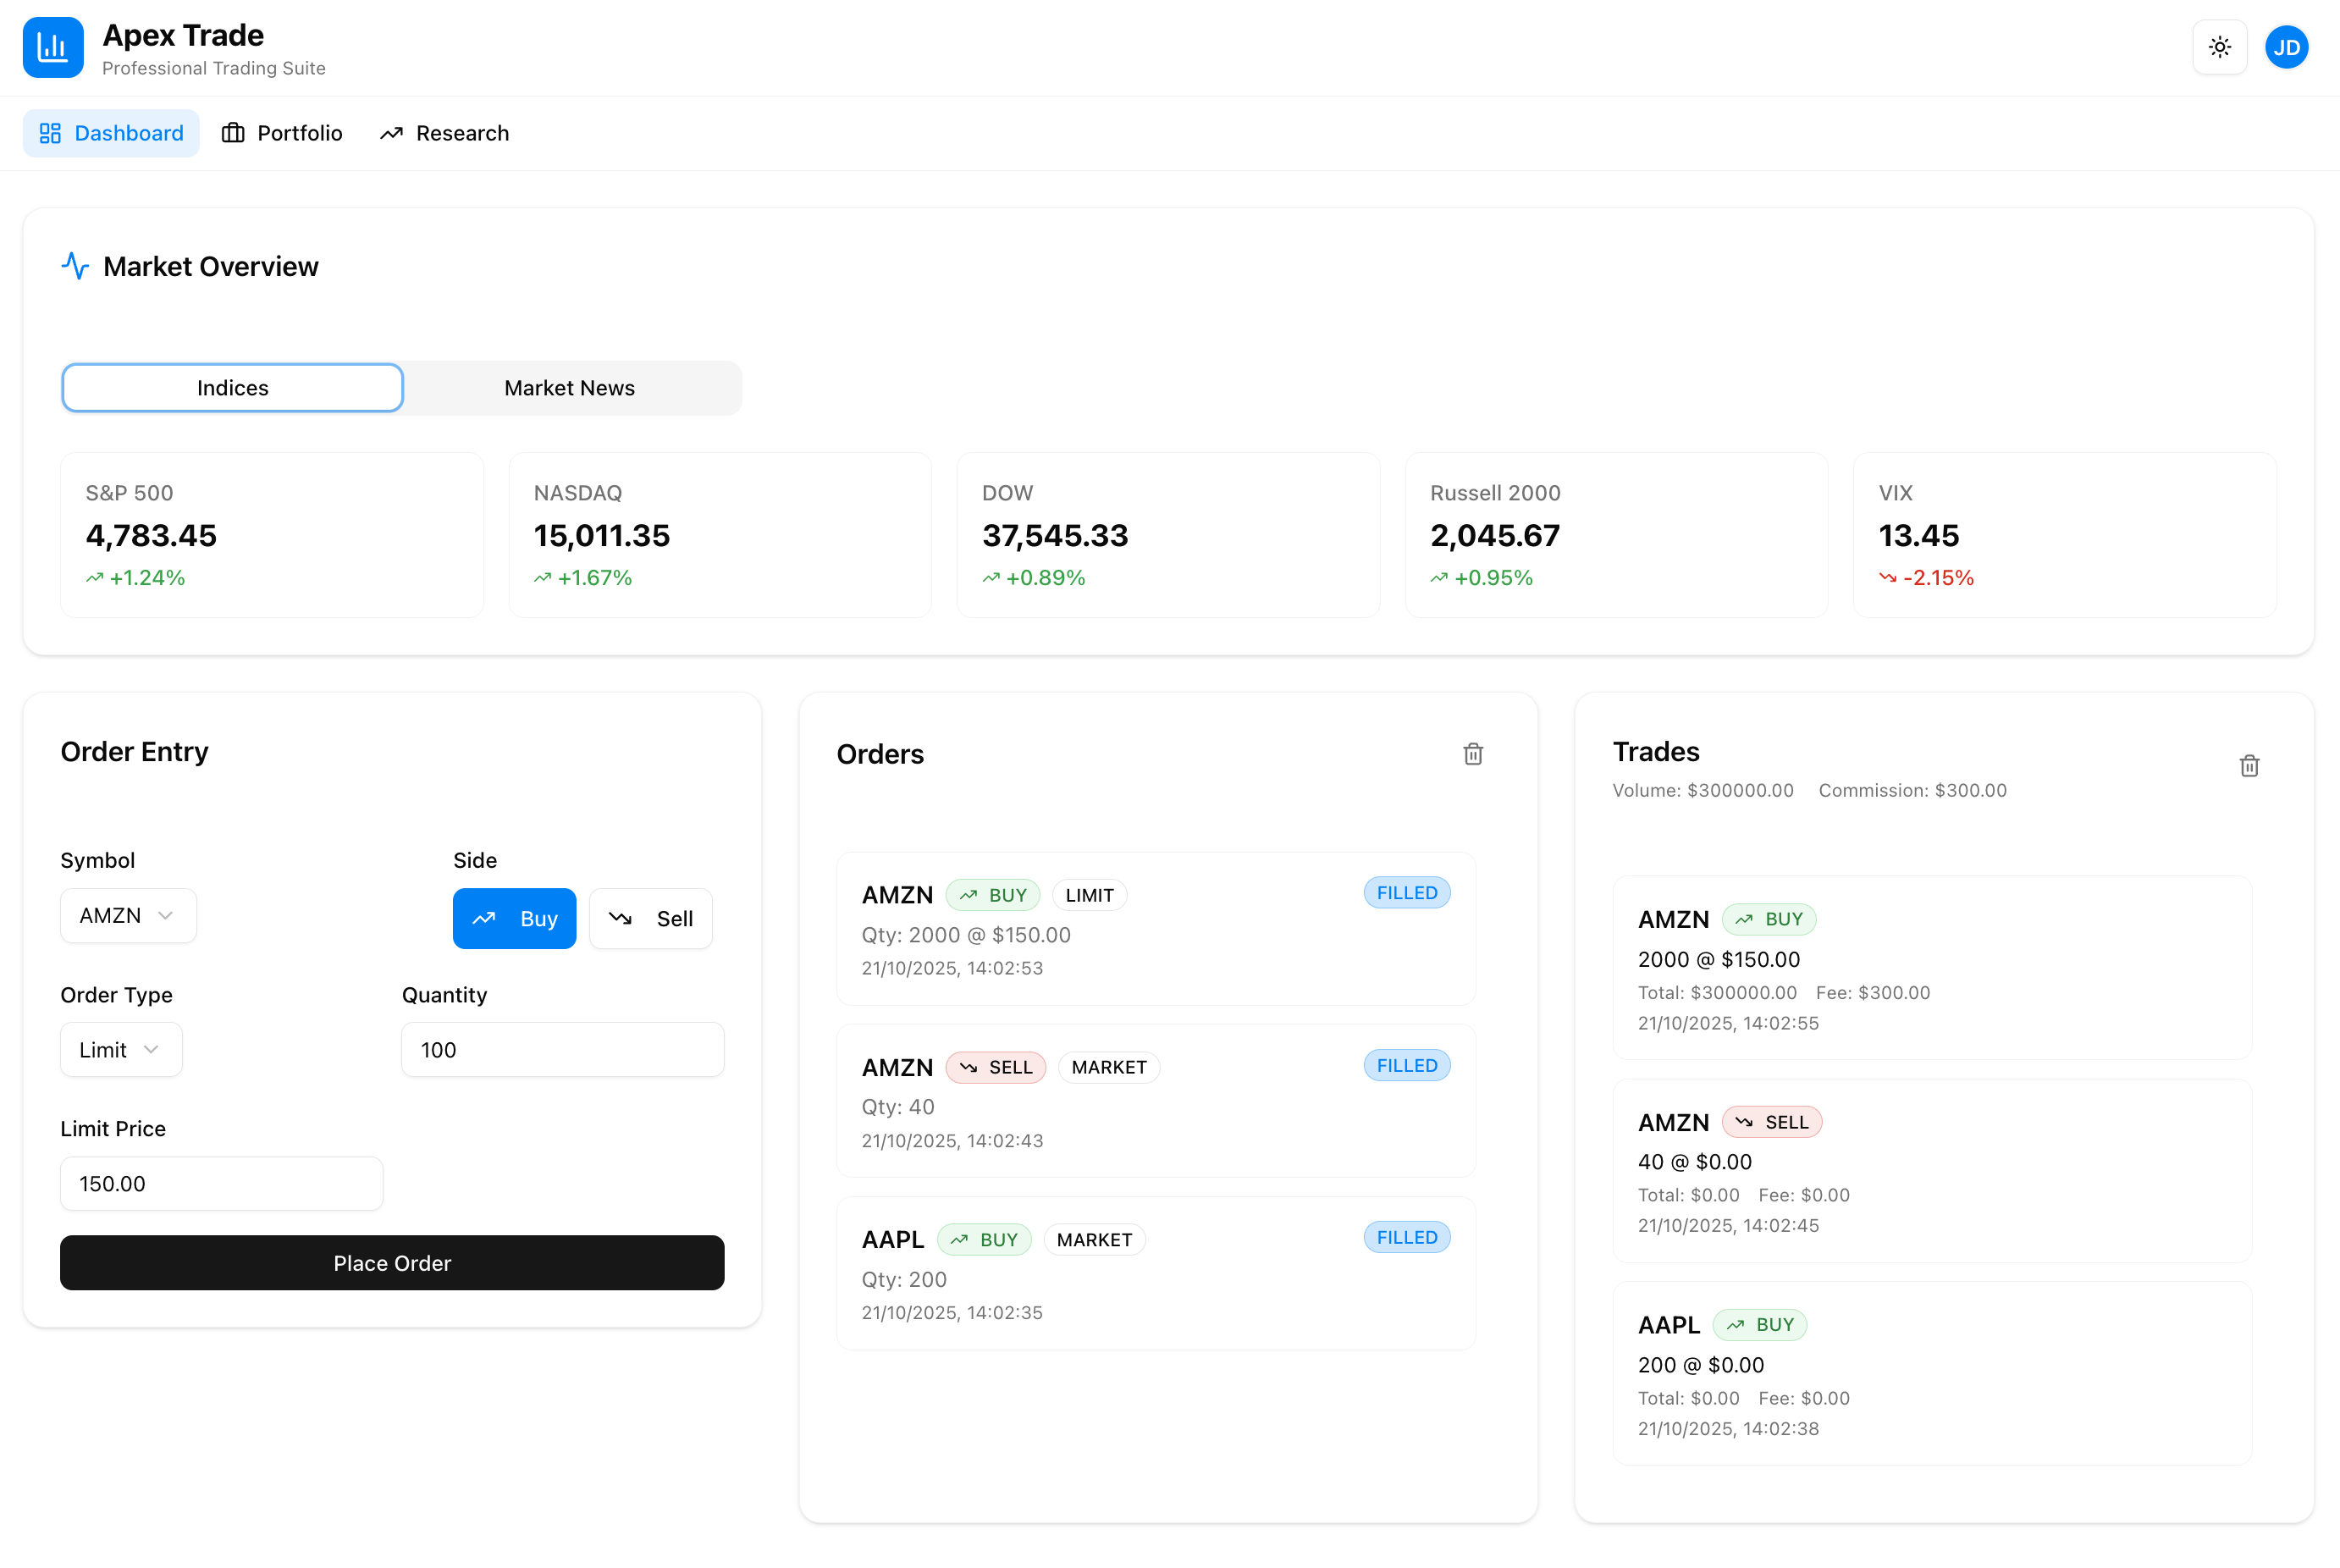 Apex Trade
Professional Trading Suite
JD
Dashboard
Portfolio
Research
Market Overview
Indices
Market News
S&P 500
4,783.45
+1.24%
NASDAQ
15,011.35
+1.67%
DOW
37,545.33
+0.89%
Russell 2000
2,045.67
+0.95%
VIX
13.45
-2.15%
Order Entry
Symbol
AMZN
Side
Buy
Sell
Order Type
Limit
Quantity
100
Limit Price
150.00
Place Order
Orders
AMZN BUY LIMIT FILLED
Qty: 2000 @ $150.00
21/10/2025, 14:02:53
AMZN SELL MARKET FILLED
Qty: 40
21/10/2025, 14:02:43
AAPL BUY MARKET FILLED
Qty: 200
21/10/2025, 14:02:35
Trades
Volume: $300000.00 Commission: $300.00
AMZN BUY
2000 @ $150.00
Total: $300000.00 Fee: $300.00
21/10/2025, 14:02:55
AMZN SELL
40 @ $0.00
Total: $0.00 Fee: $0.00
21/10/2025, 14:02:45
AAPL BUY
200 @ $0.00
Total: $0.00 Fee: $0.00
21/10/2025, 14:02:38